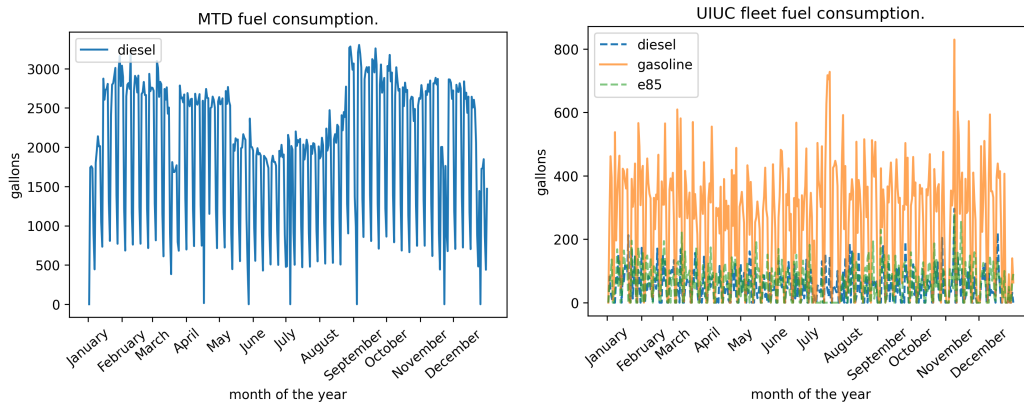 MTD fuel consumption.
diesel
3000
2500
2000
1500
1000
500
0
gallons
January
February
March
April
May
June
July
August
September
October
November
December
month of the year
UIUC fleet fuel consumption.
diesel
gasoline
e85
800
600
400
200
0
gallons
January
February
March
April
May
June
July
August
September
October
November
December
month of the year